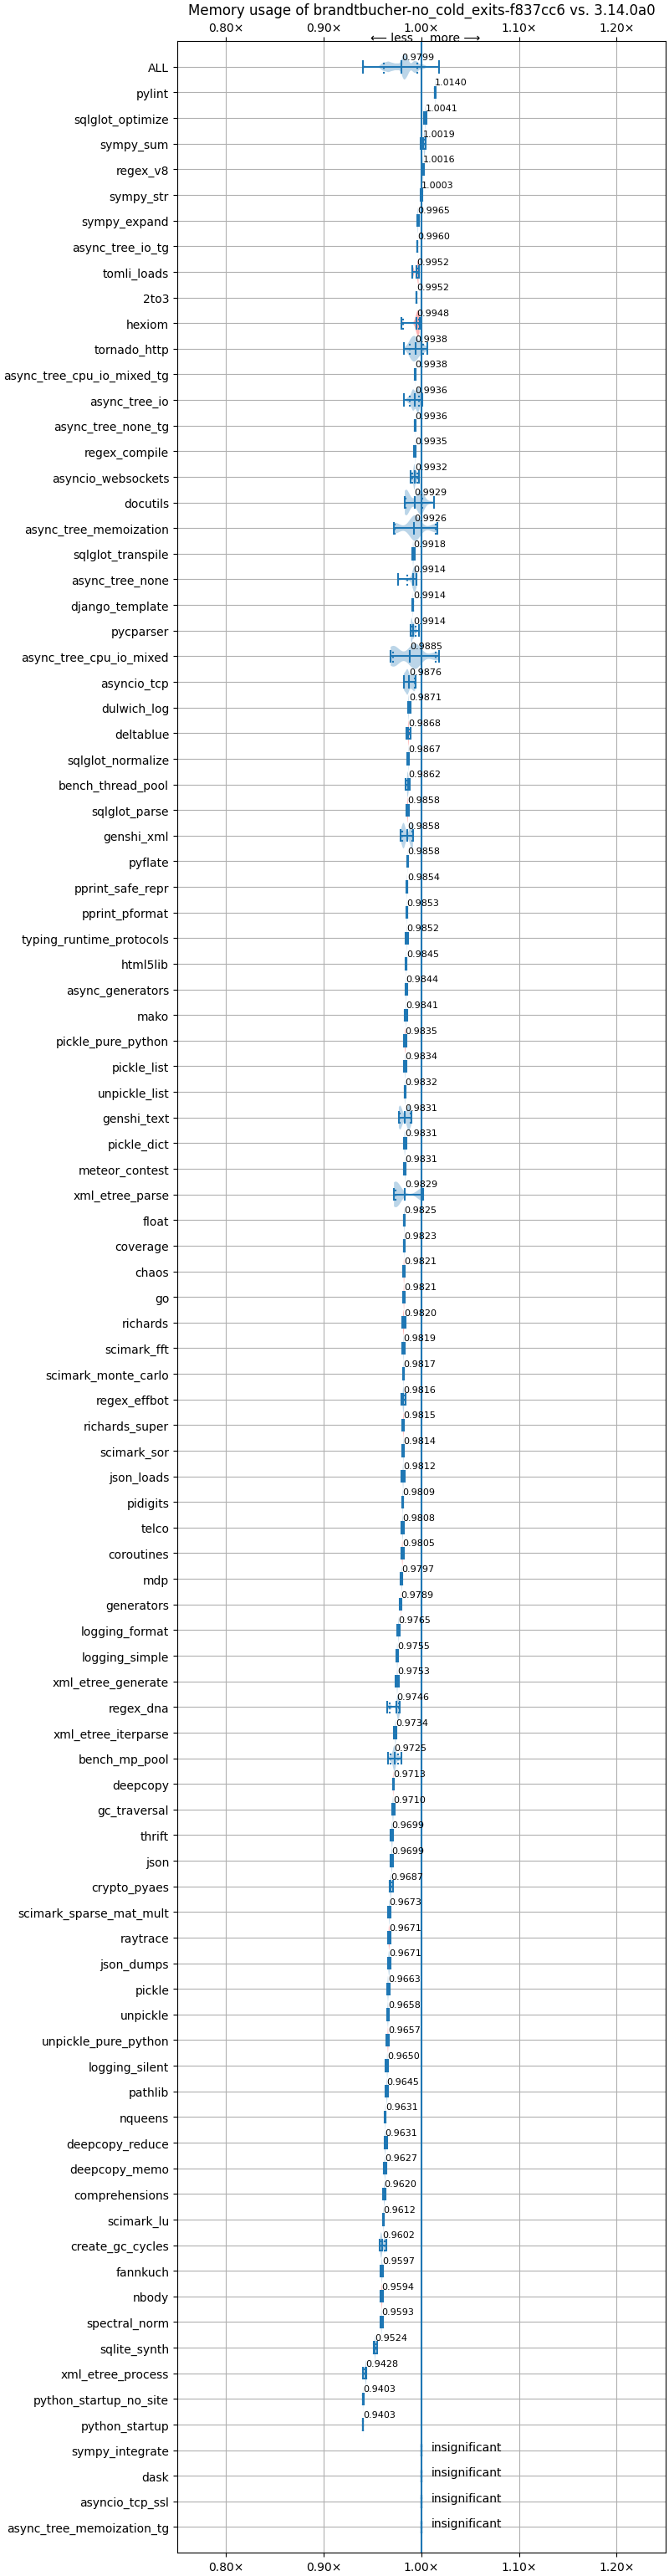 Memory usage of brandtbucher-no_cold_exits-f837cc6 vs. 3.14.0a0
0.80× 0.90× 1.00× 1.10× 1.20×
⟵ less more ⟶
ALL 0.9799
pylint 1.0140
sqlglot_optimize 1.0041
sympy_sum 1.0019
regex_v8 1.0016
sympy_str 1.0003
sympy_expand 0.9965
async_tree_io_tg 0.9960
tomli_loads 0.9952
2to3 0.9952
hexiom 0.9948
tornado_http 0.9938
async_tree_cpu_io_mixed_tg 0.9938
async_tree_io 0.9936
async_tree_none_tg 0.9936
regex_compile 0.9935
asyncio_websockets 0.9932
docutils 0.9929
async_tree_memoization 0.9926
sqlglot_transpile 0.9918
async_tree_none 0.9914
django_template 0.9914
pycparser 0.9914
async_tree_cpu_io_mixed 0.9885
asyncio_tcp 0.9876
dulwich_log 0.9871
deltablue 0.9868
sqlglot_normalize 0.9867
bench_thread_pool 0.9862
sqlglot_parse 0.9858
genshi_xml 0.9858
pyflate 0.9858
pprint_safe_repr 0.9854
pprint_pformat 0.9853
typing_runtime_protocols 0.9852
html5lib 0.9845
async_generators 0.9844
mako 0.9841
pickle_pure_python 0.9835
pickle_list 0.9834
unpickle_list 0.9832
genshi_text 0.9831
pickle_dict 0.9831
meteor_contest 0.9831
xml_etree_parse 0.9829
float 0.9825
coverage 0.9823
chaos 0.9821
go 0.9821
richards 0.9820
scimark_fft 0.9819
scimark_monte_carlo 0.9817
regex_effbot 0.9816
richards_super 0.9815
scimark_sor 0.9814
json_loads 0.9812
pidigits 0.9809
telco 0.9808
coroutines 0.9805
mdp 0.9797
generators 0.9789
logging_format 0.9765
logging_simple 0.9755
xml_etree_generate 0.9753
regex_dna 0.9746
xml_etree_iterparse 0.9734
bench_mp_pool 0.9725
deepcopy 0.9713
gc_traversal 0.9710
thrift 0.9699
json 0.9699
crypto_pyaes 0.9687
scimark_sparse_mat_mult 0.9673
raytrace 0.9671
json_dumps 0.9671
pickle 0.9663
unpickle 0.9658
unpickle_pure_python 0.9657
logging_silent 0.9650
pathlib 0.9645
nqueens 0.9631
deepcopy_reduce 0.9631
deepcopy_memo 0.9627
comprehensions 0.9620
scimark_lu 0.9612
create_gc_cycles 0.9602
fannkuch 0.9597
nbody 0.9594
spectral_norm 0.9593
sqlite_synth 0.9524
xml_etree_process 0.9428
python_startup_no_site 0.9403
python_startup 0.9403
sympy_integrate insignificant
dask insignificant
asyncio_tcp_ssl insignificant
async_tree_memoization_tg insignificant
0.80× 0.90× 1.00× 1.10× 1.20×